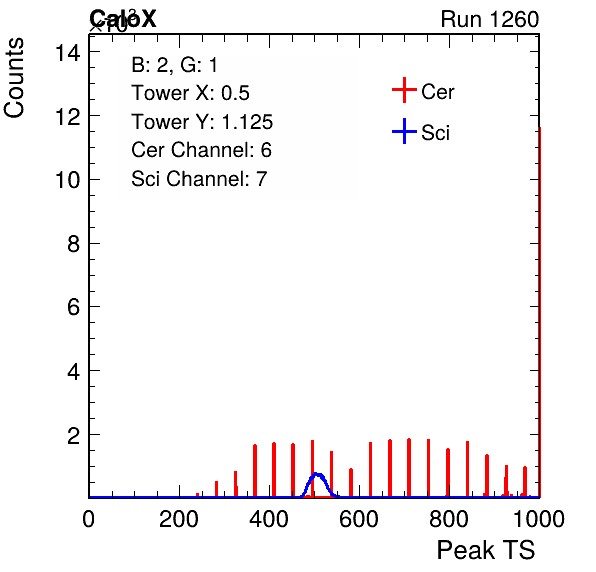 CaloX
Run 1260
×10³
Counts
B: 2, G: 1
Tower X: 0.5
Tower Y: 1.125
Cer Channel: 6
Sci Channel: 7
Cer
Sci
14
12
10
8
6
4
2
0 200 400 600 800 1000
Peak TS